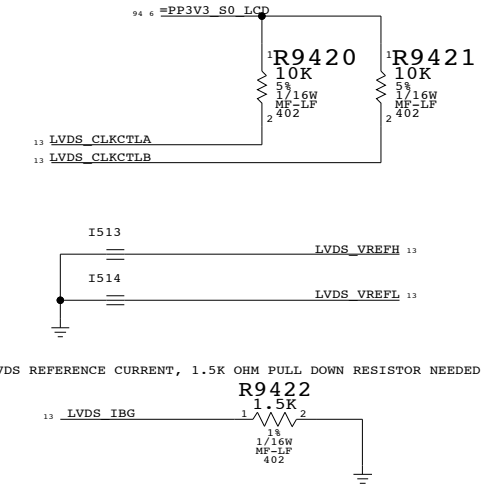 94 6 =PP3V3_S0_LCD
1 R9420
10K
5%
1/16W
MF-LF
402
2
1 R9421
10K
5%
1/16W
MF-LF
402
2
13 LVDS_CLKCTLA
13 LVDS_CLKCTLB
I513
LVDS_VREFH 13
I514
LVDS_VREFL 13
VDS REFERENCE CURRENT, 1.5K OHM PULL DOWN RESISTOR NEEDED
R9422
13 LVDS_IBG
1 1.5K 2
1%
1/16W
MF-LF
402